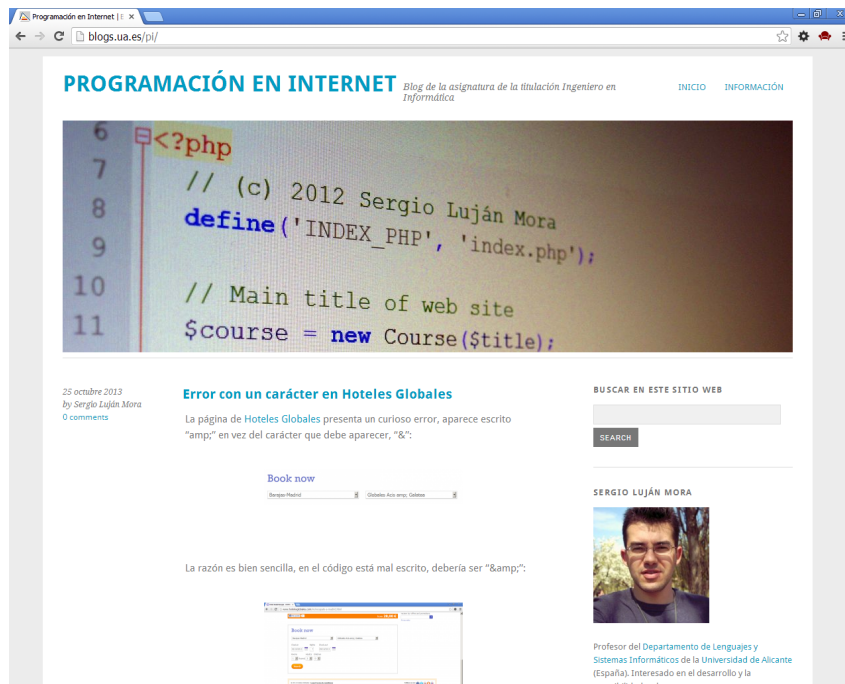 Programación en Internet | E
blogs.ua.es/pi/
PROGRAMACIÓN EN INTERNET
Blog de la asignatura de la titulación Ingeniero en
Informática
INICIO INFORMACIÓN
6 <?php
7 // (c) 2012 Sergio Luján Mora
8 define('INDEX_PHP', 'index.php');
9
10 // Main title of web site
11 $course = new Course($title);
25 octubre 2013
by Sergio Luján Mora
0 comments
Error con un carácter en Hoteles Globales
La página de Hoteles Globales presenta un curioso error, aparece escrito
“amp;” en vez del carácter que debe aparecer, “&”:
Book now
Barajas-Madrid
Globales Acis amp; Galatea
La razón es bien sencilla, en el código está mal escrito, debería ser “&amp;”:
Book now
BUSCAR EN ESTE SITIO WEB
SEARCH
SERGIO LUJÁN MORA
Profesor del Departamento de Lenguajes y
Sistemas Informáticos de la Universidad de Alicante
(España). Interesado en el desarrollo y la